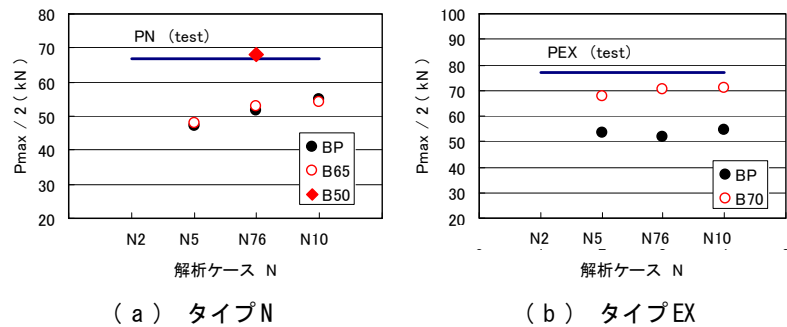 80
70
60
50
40
30
20
Pmax / 2 ( kN )
PN (test)
BP
B65
B50
N2 N5 N76 N10
解析ケース N
( a ) タイプN
100
90
80
70
60
50
40
30
20
Pmax / 2 ( kN )
PEX (test)
BP
B70
N2 N5 N76 N10
解析ケース N
( b ) タイプEX